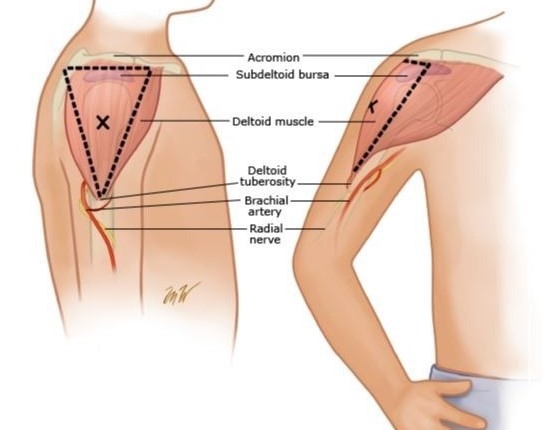 Acromion
Subdeltoid bursa
Deltoid muscle
X
Deltoid
tuberosity
Brachial
artery
Radial
nerve